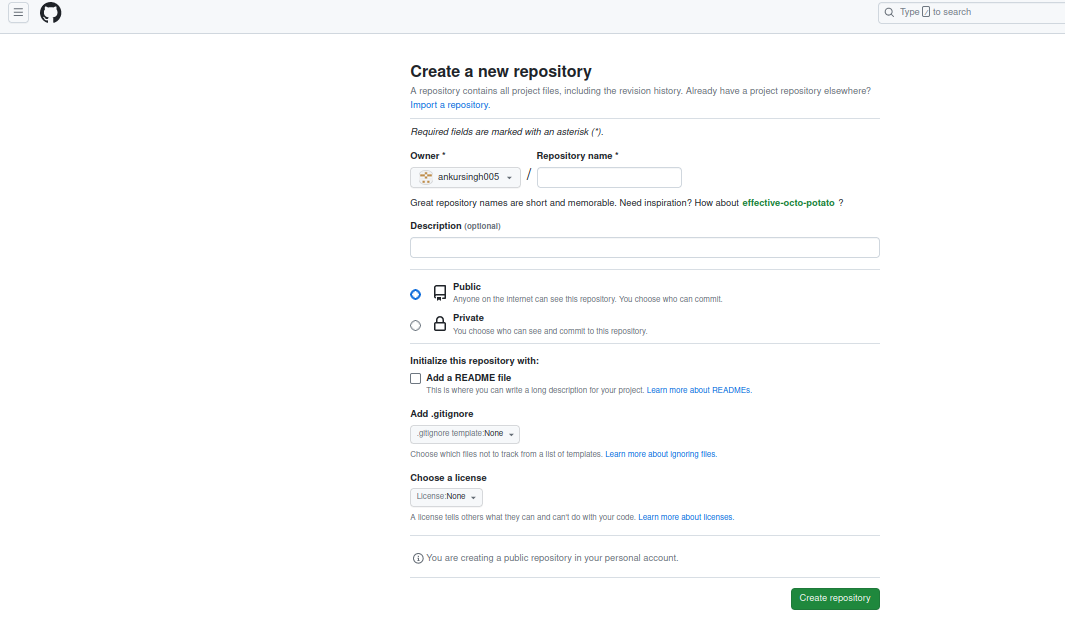 Type / to search
Create a new repository
A repository contains all project files, including the revision history. Already have a project repository elsewhere?
Import a repository.
Required fields are marked with an asterisk (*).
Owner * Repository name *
ankursingh005 /
Great repository names are short and memorable. Need inspiration? How about effective-octo-potato ?
Description (optional)
Public
Anyone on the internet can see this repository. You choose who can commit.
Private
You choose who can see and commit to this repository.
Initialize this repository with:
Add a README file
This is where you can write a long description for your project. Learn more about READMEs.
Add .gitignore
.gitignore template:None
Choose which files not to track from a list of templates. Learn more about ignoring files.
Choose a license
License:None
A license tells others what they can and can't do with your code. Learn more about licenses.
You are creating a public repository in your personal account.
Create repository